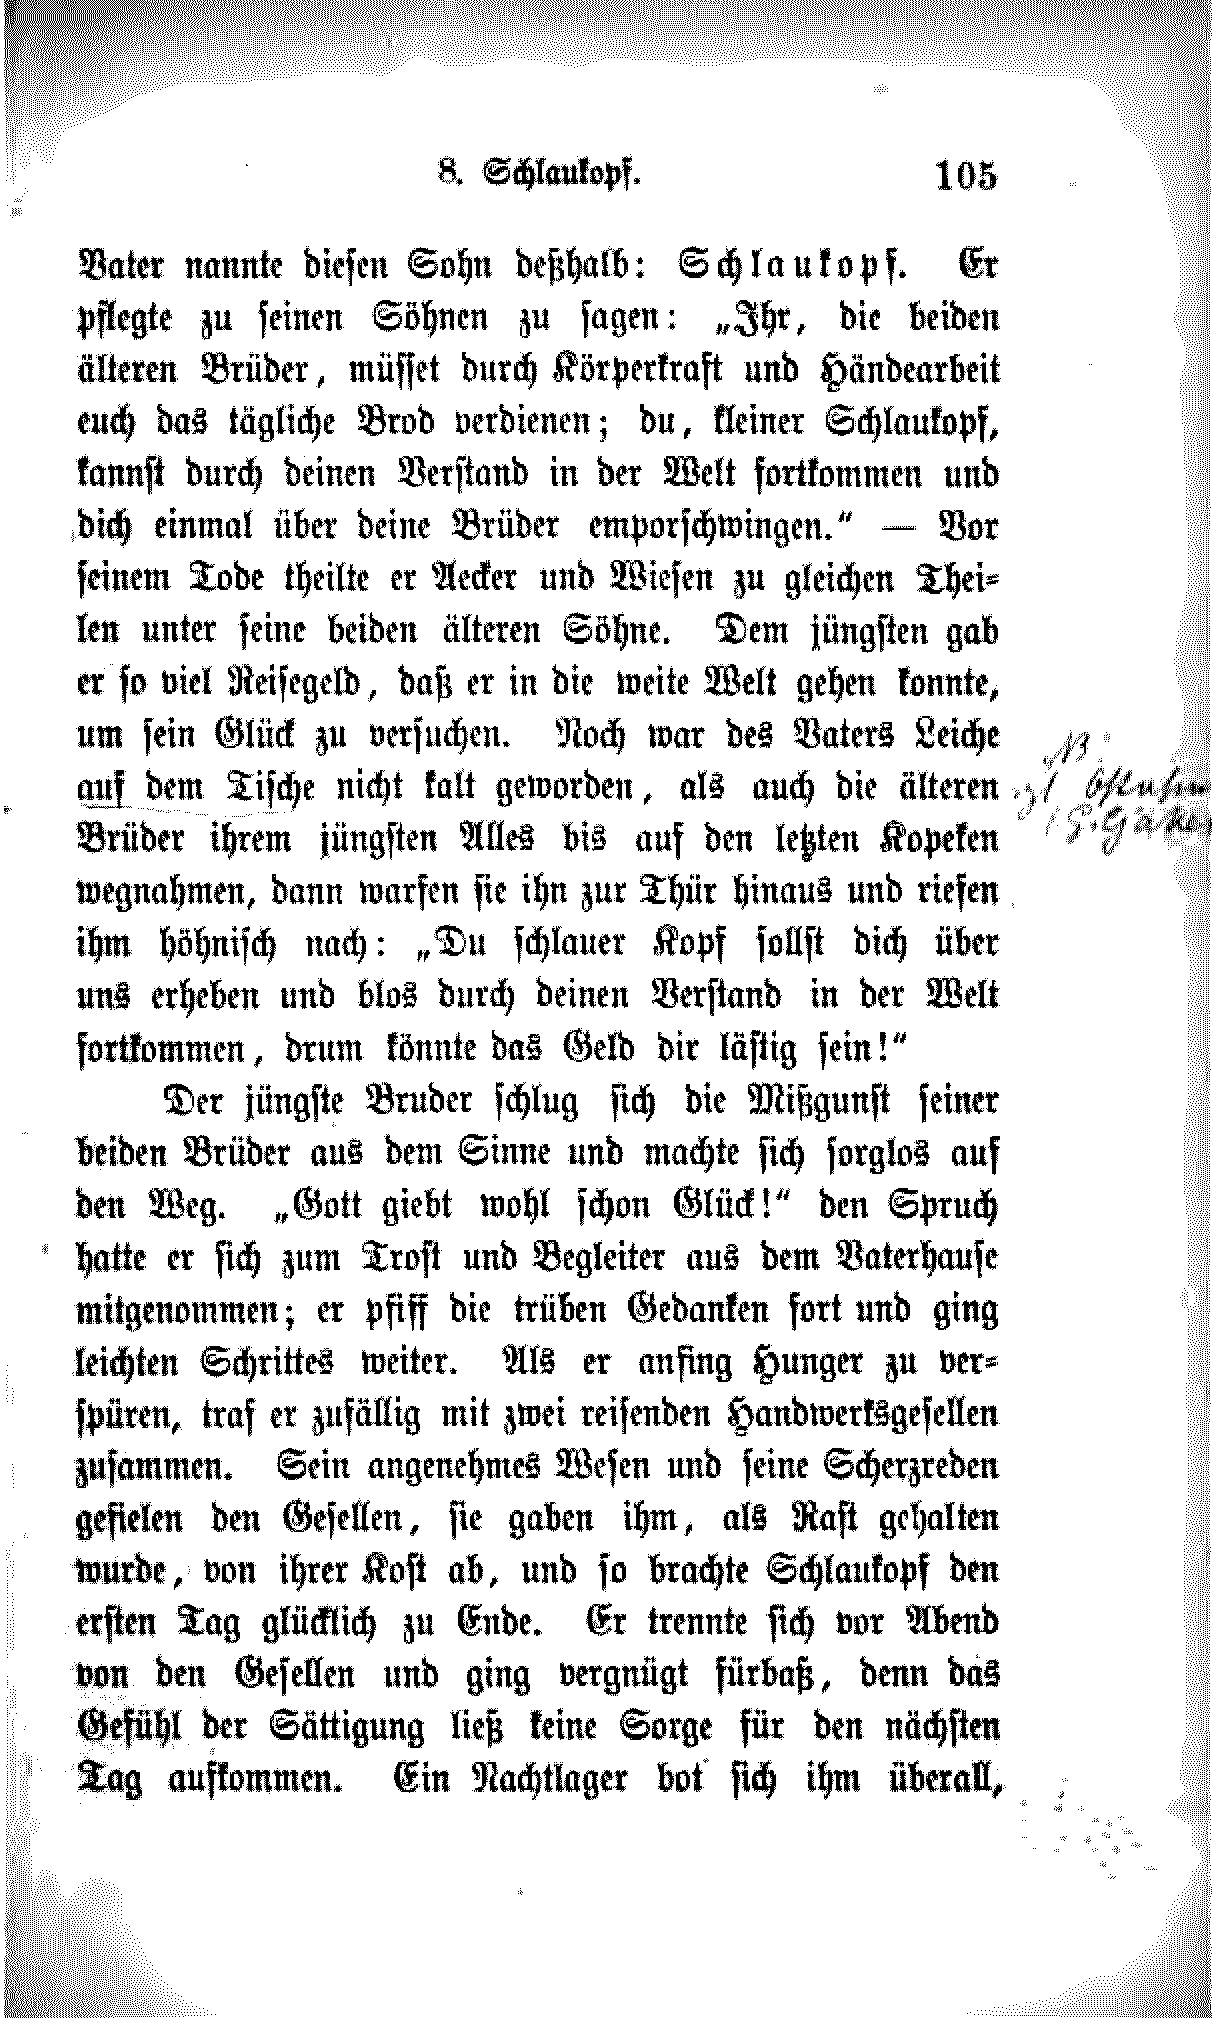 8. Schlaukopf. 105
Vater nannte diesen Sohn deßhalb: Schlaukopf. Er
pflegte zu seinen Söhnen zu sagen: „Ihr, die beiden
älteren Brüder, müsset durch Körperkraft und Händearbeit
euch das tägliche Brod verdienen; du, kleiner Schlaukopf,
kannst durch deinen Verstand in der Welt fortkommen und
dich einmal über deine Brüder emporschwingen.“ — Vor
seinem Tode theilte er Aecker und Wiesen zu gleichen Thei-
len unter seine beiden älteren Söhne. Dem jüngsten gab
er so viel Reisegeld, daß er in die weite Welt gehen konnte,
um sein Glück zu versuchen. Noch war des Vaters Leiche
auf dem Tische nicht kalt geworden, als auch die älteren
Brüder ihrem jüngsten Alles bis auf den letzten Kopeken
wegnahmen, dann warfen sie ihn zur Thür hinaus und riefen
ihm höhnisch nach: „Du schlauer Kopf sollst dich über
uns erheben und blos durch deinen Verstand in der Welt
fortkommen, drum könnte das Geld dir lästig sein!“
Der jüngste Bruder schlug sich die Mißgunst seiner
beiden Brüder aus dem Sinne und machte sich sorglos auf
den Weg. „Gott giebt wohl schon Glück!“ den Spruch
hatte er sich zum Trost und Begleiter aus dem Vaterhause
mitgenommen; er pfiff die trüben Gedanken fort und ging
leichten Schrittes weiter. Als er anfing Hunger zu ver-
spüren, traf er zufällig mit zwei reisenden Handwerksgesellen
zusammen. Sein angenehmes Wesen und seine Scherzreden
gefielen den Gesellen, sie gaben ihm, als Rast gehalten
wurde, von ihrer Kost ab, und so brachte Schlaukopf den
ersten Tag glücklich zu Ende. Er trennte sich vor Abend
von den Gesellen und ging vergnügt fürbaß, denn das
Gefühl der Sättigung ließ keine Sorge für den nächsten
Tag aufkommen. Ein Nachtlager bot sich ihm überall,